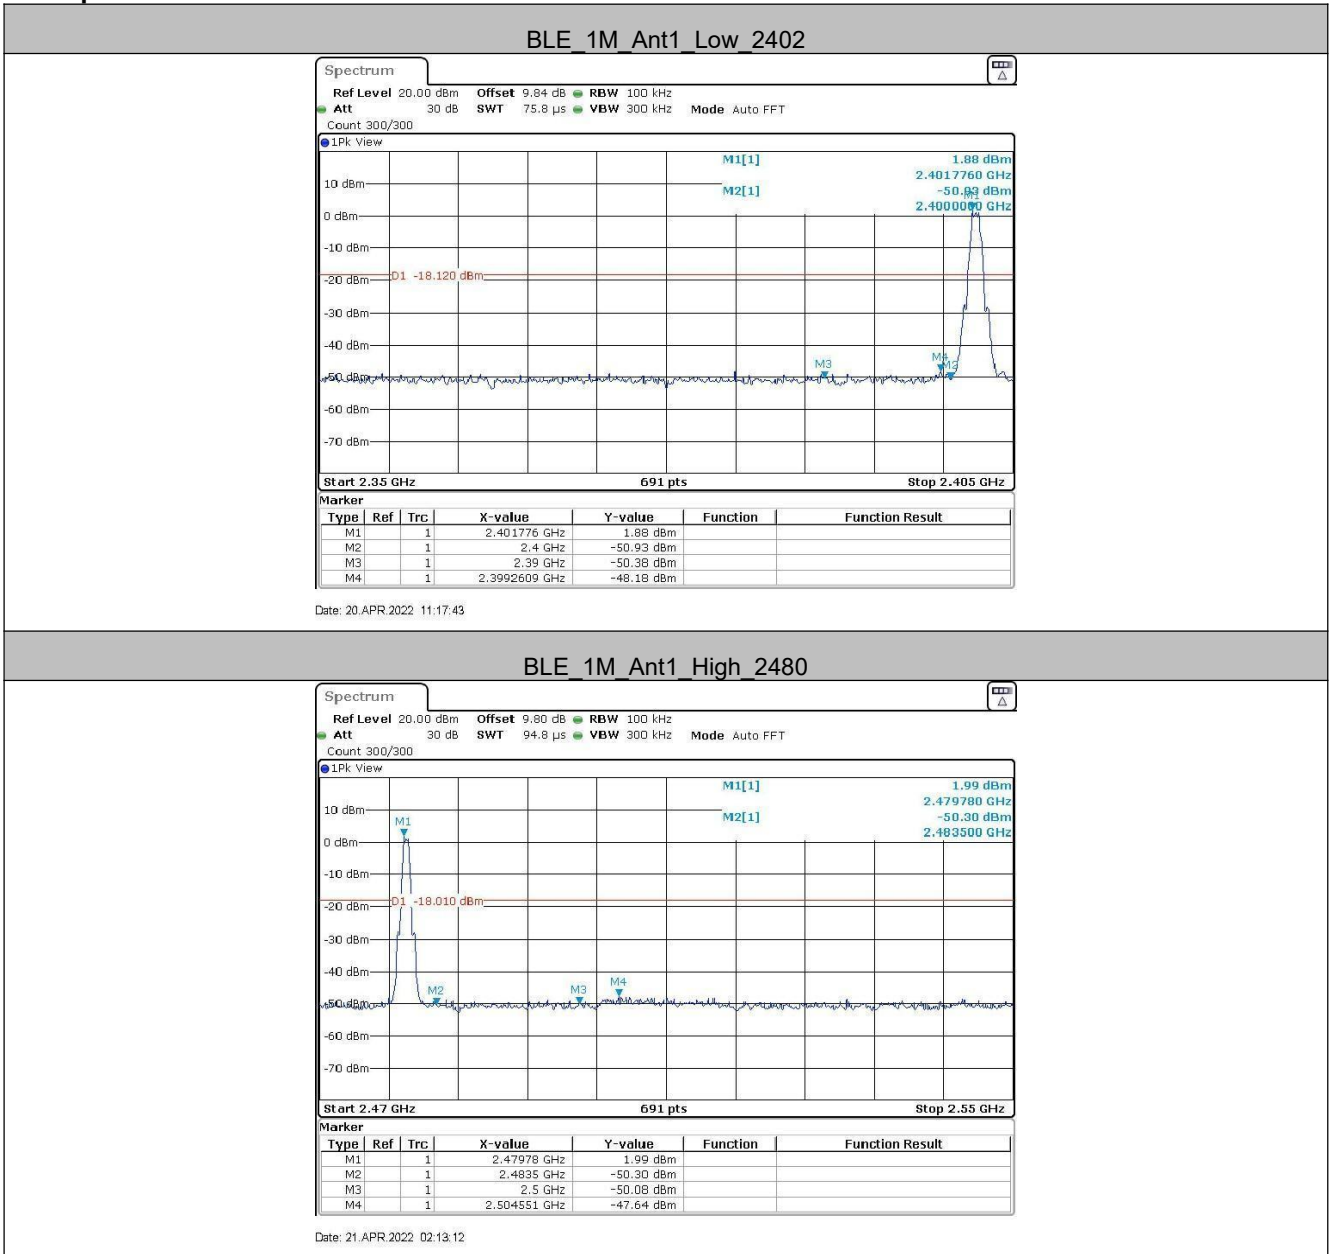 BLE_1M_Ant1_Low_2402
Spectrum
Ref Level 20.00 dBm Offset 9.84 dB RBW 100 kHz
Att 30 dB SWT 75.8 µs VBW 300 kHz Mode Auto FFT
Count 300/300
1Pk View
M1[1] 1.88 dBm
2.4017760 GHz
M2[1] -50.93 dBm
2.4000000 GHz
M1
10 dBm
0 dBm
-10 dBm
D1 -18.120 dBm
-20 dBm
-30 dBm
-40 dBm
M3 M4 M2
-50 dBm
-60 dBm
-70 dBm
Start 2.35 GHz 691 pts Stop 2.405 GHz
Marker
Type Ref Trc X-value Y-value Function Function Result
M1 1 2.401776 GHz 1.88 dBm
M2 1 2.4 GHz -50.93 dBm
M3 1 2.39 GHz -50.38 dBm
M4 1 2.3992609 GHz -48.18 dBm
Date: 20.APR.2022 11:17:43
BLE_1M_Ant1_High_2480
Spectrum
Ref Level 20.00 dBm Offset 9.80 dB RBW 100 kHz
Att 30 dB SWT 94.8 µs VBW 300 kHz Mode Auto FFT
Count 300/300
1Pk View
M1[1] 1.99 dBm
2.479780 GHz
M2[1] -50.30 dBm
2.483500 GHz
10 dBm
M1
0 dBm
-10 dBm
D1 -18.010 dBm
-20 dBm
-30 dBm
-40 dBm
M2 M3 M4
-50 dBm
-60 dBm
-70 dBm
Start 2.47 GHz 691 pts Stop 2.55 GHz
Marker
Type Ref Trc X-value Y-value Function Function Result
M1 1 2.47978 GHz 1.99 dBm
M2 1 2.4835 GHz -50.30 dBm
M3 1 2.5 GHz -50.08 dBm
M4 1 2.504551 GHz -47.64 dBm
Date: 21.APR.2022 02:13:12